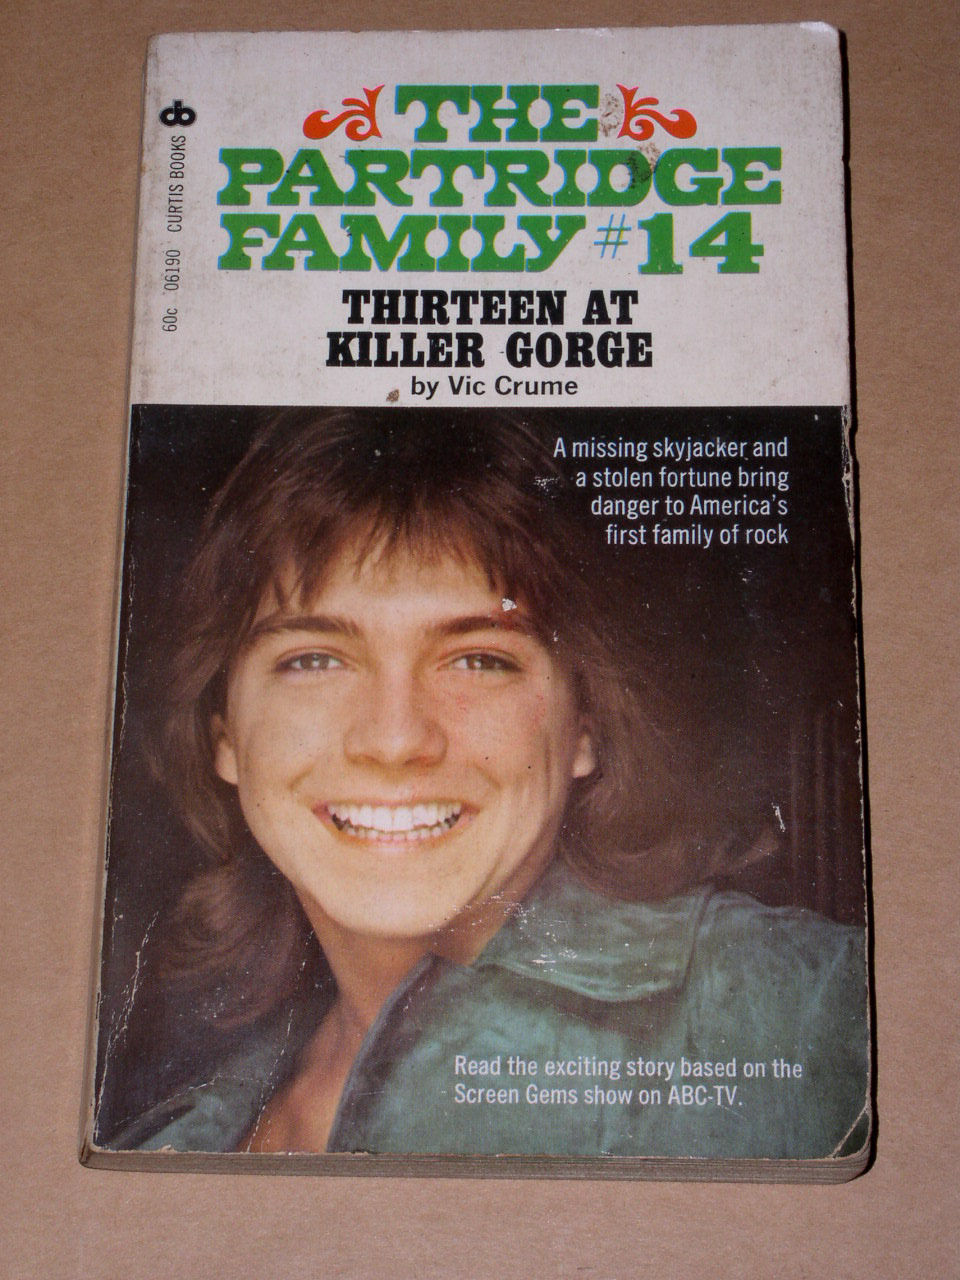 THE
PARTRIDGE
FAMILY #14
THIRTEEN AT
KILLER GORGE
by Vic Crume
60c 06190 CURTIS BOOKS
cb
A missing skyjacker and
a stolen fortune bring
danger to America's
first family of rock
Read the exciting story based on the
Screen Gems show on ABC-TV.